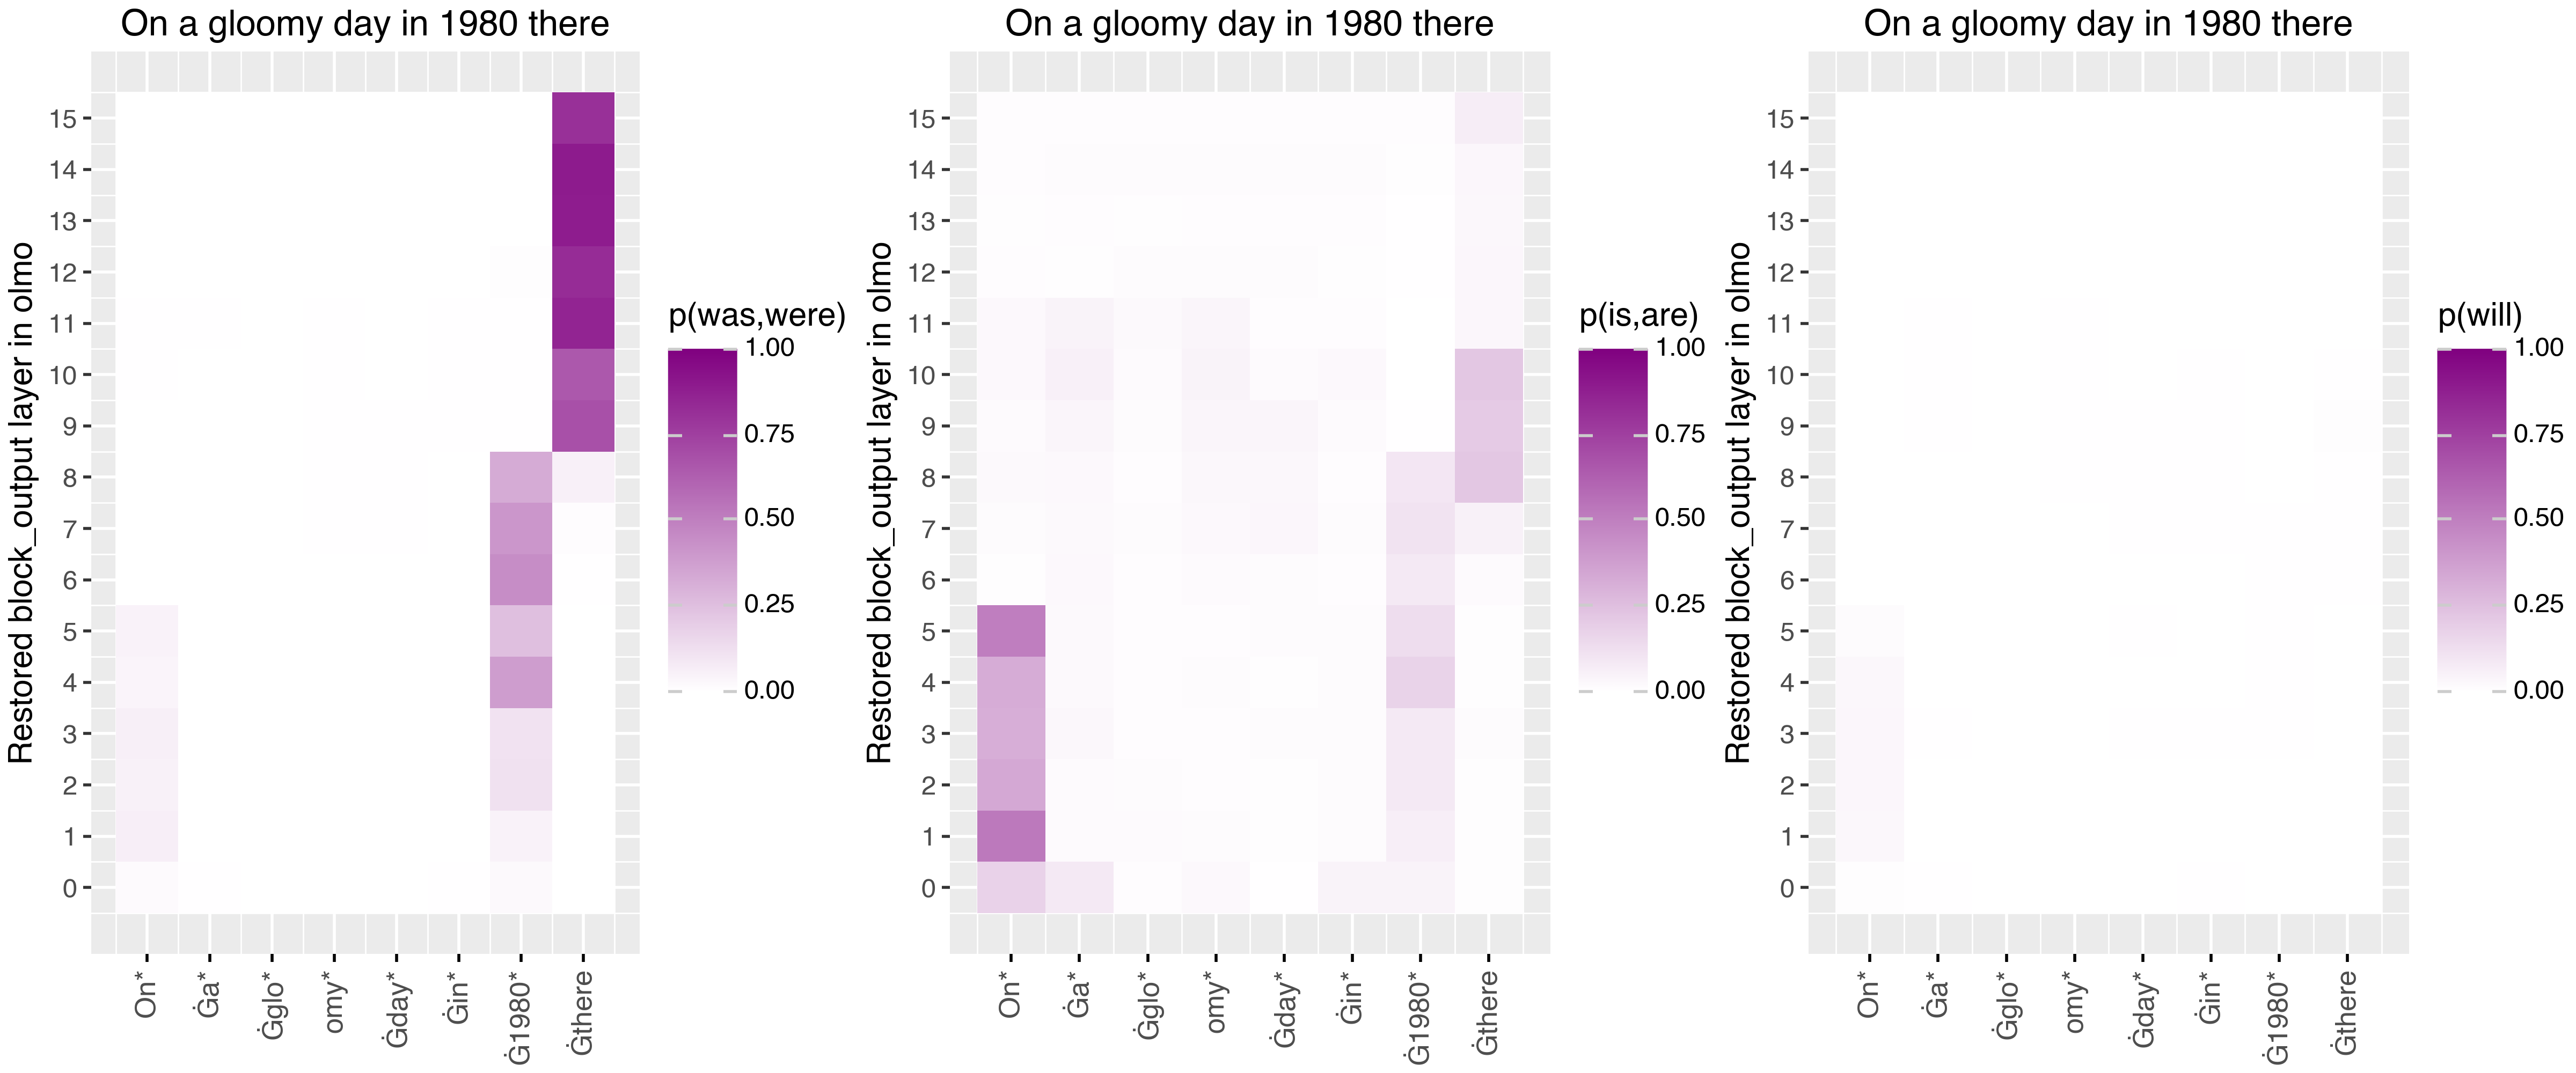 On a gloomy day in 1980 there
Restored block_output layer in olmo
15
14
13
12
11
10
9
8
7
6
5
4
3
2
1
0
On*
Ġa*
Ġglo*
omy*
Ġday*
Ġin*
Ġ1980*
Ġthere
p(was,were)
1.00
0.75
0.50
0.25
0.00
On a gloomy day in 1980 there
Restored block_output layer in olmo
15
14
13
12
11
10
9
8
7
6
5
4
3
2
1
0
On*
Ġa*
Ġglo*
omy*
Ġday*
Ġin*
Ġ1980*
Ġthere
p(is,are)
1.00
0.75
0.50
0.25
0.00
On a gloomy day in 1980 there
Restored block_output layer in olmo
15
14
13
12
11
10
9
8
7
6
5
4
3
2
1
0
On*
Ġa*
Ġglo*
omy*
Ġday*
Ġin*
Ġ1980*
Ġthere
p(will)
1.00
0.75
0.50
0.25
0.00